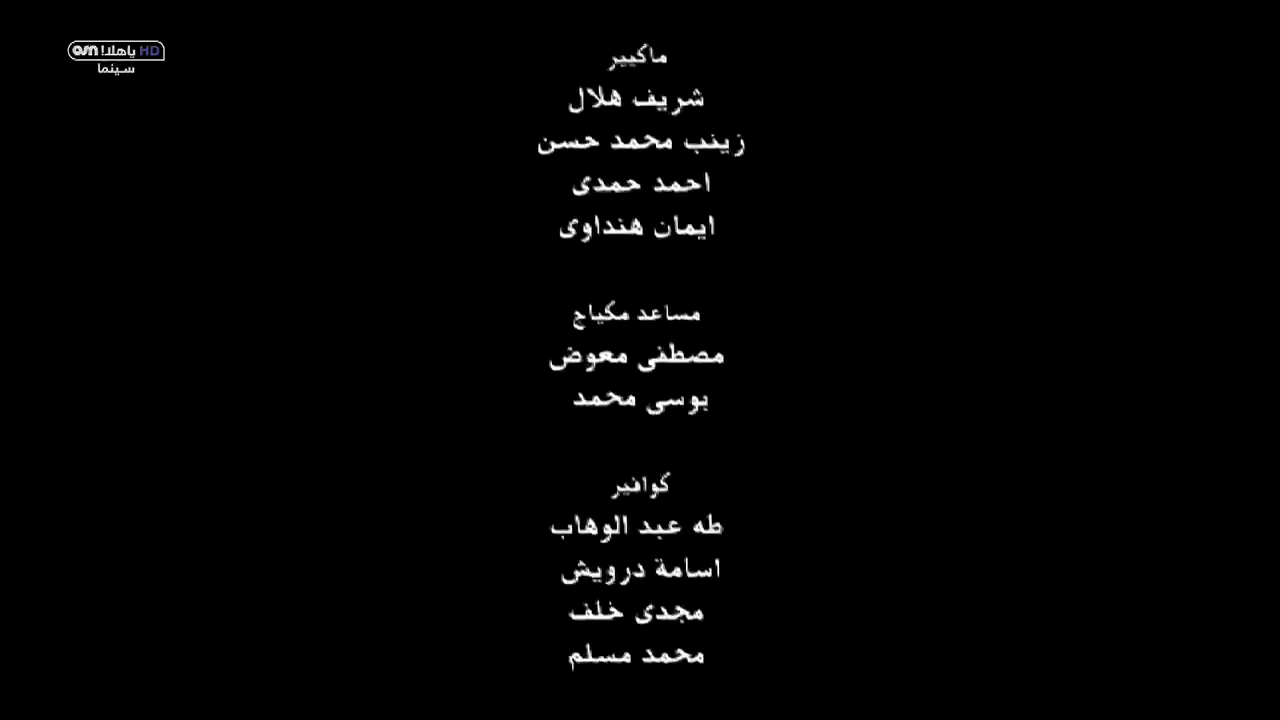 osn ياهلا! HD
سينما
ماكيير
شريف هلال
زينب محمد حسن
احمد حمدى
ايمان هنداوى
مساعد مكياج
مصطفى معوض
بوسى محمد
كوافير
طه عبد الوهاب
اسامة درويش
مجدى خلف
محمد مسلم